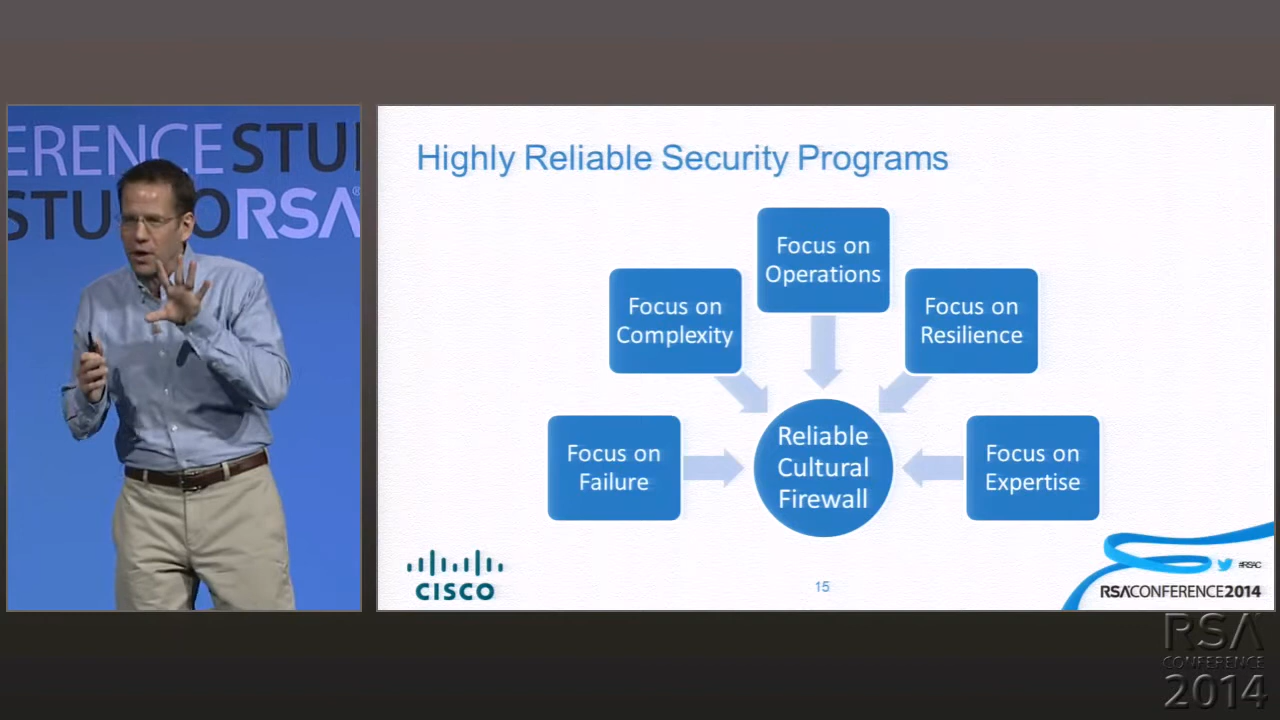 ERENCE STU
STU O RSA®
Highly Reliable Security Programs
Focus on
Operations
Focus on
Complexity
Focus on
Resilience
Focus on
Failure
Reliable
Cultural
Firewall
Focus on
Expertise
CISCO
15
#RSAC
RSACONFERENCE2014
RSA
CONFERENCE
2014